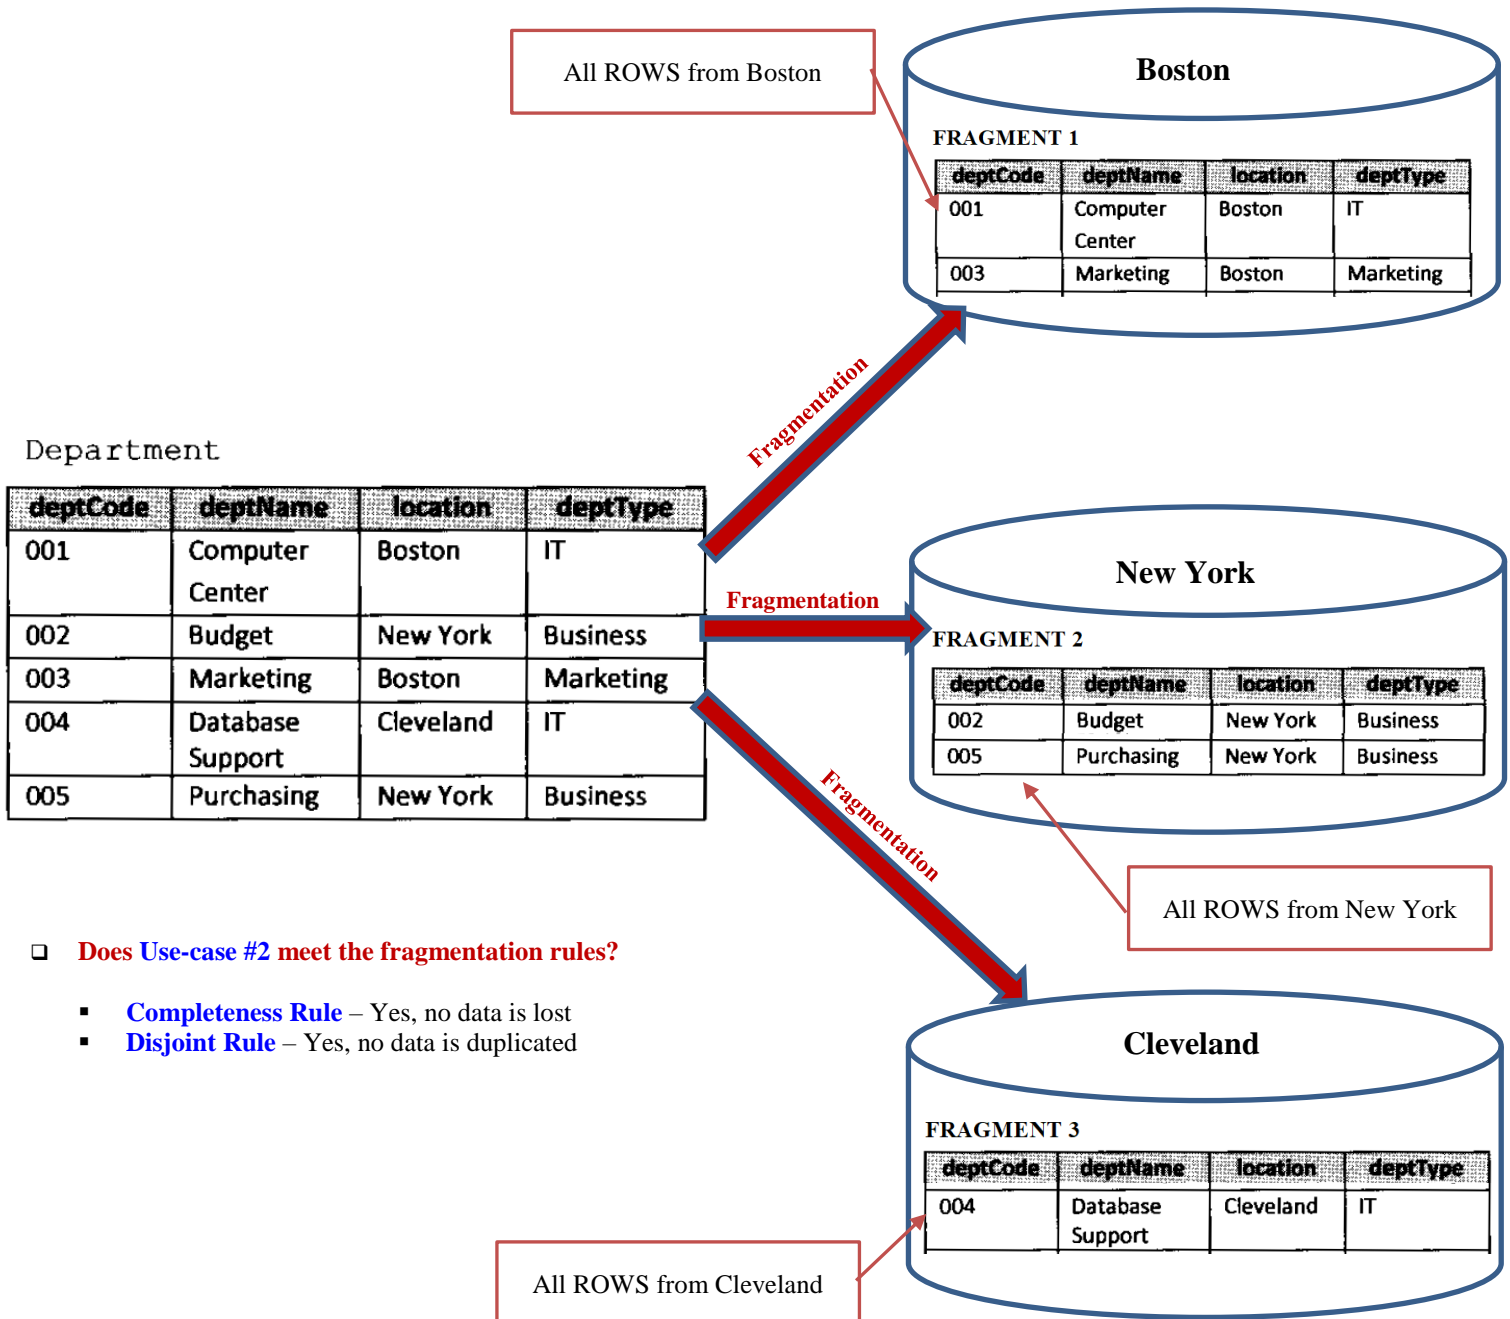 All ROWS from Boston
Boston
FRAGMENT 1
deptCode deptName location deptType
001 Computer Boston IT
Center
003 Marketing Boston Marketing
Fragmentation
Department
deptCode deptName location deptType
001 Computer Boston IT
Center
002 Budget New York Business
003 Marketing Boston Marketing
004 Database Cleveland IT
Support
005 Purchasing New York Business
Fragmentation
New York
FRAGMENT 2
deptCode deptName location deptType
002 Budget New York Business
005 Purchasing New York Business
Fragmentation
All ROWS from New York
❑ Does Use-case #2 meet the fragmentation rules?
▪ Completeness Rule – Yes, no data is lost
▪ Disjoint Rule – Yes, no data is duplicated
Cleveland
FRAGMENT 3
deptCode deptName location deptType
004 Database Cleveland IT
Support
All ROWS from Cleveland